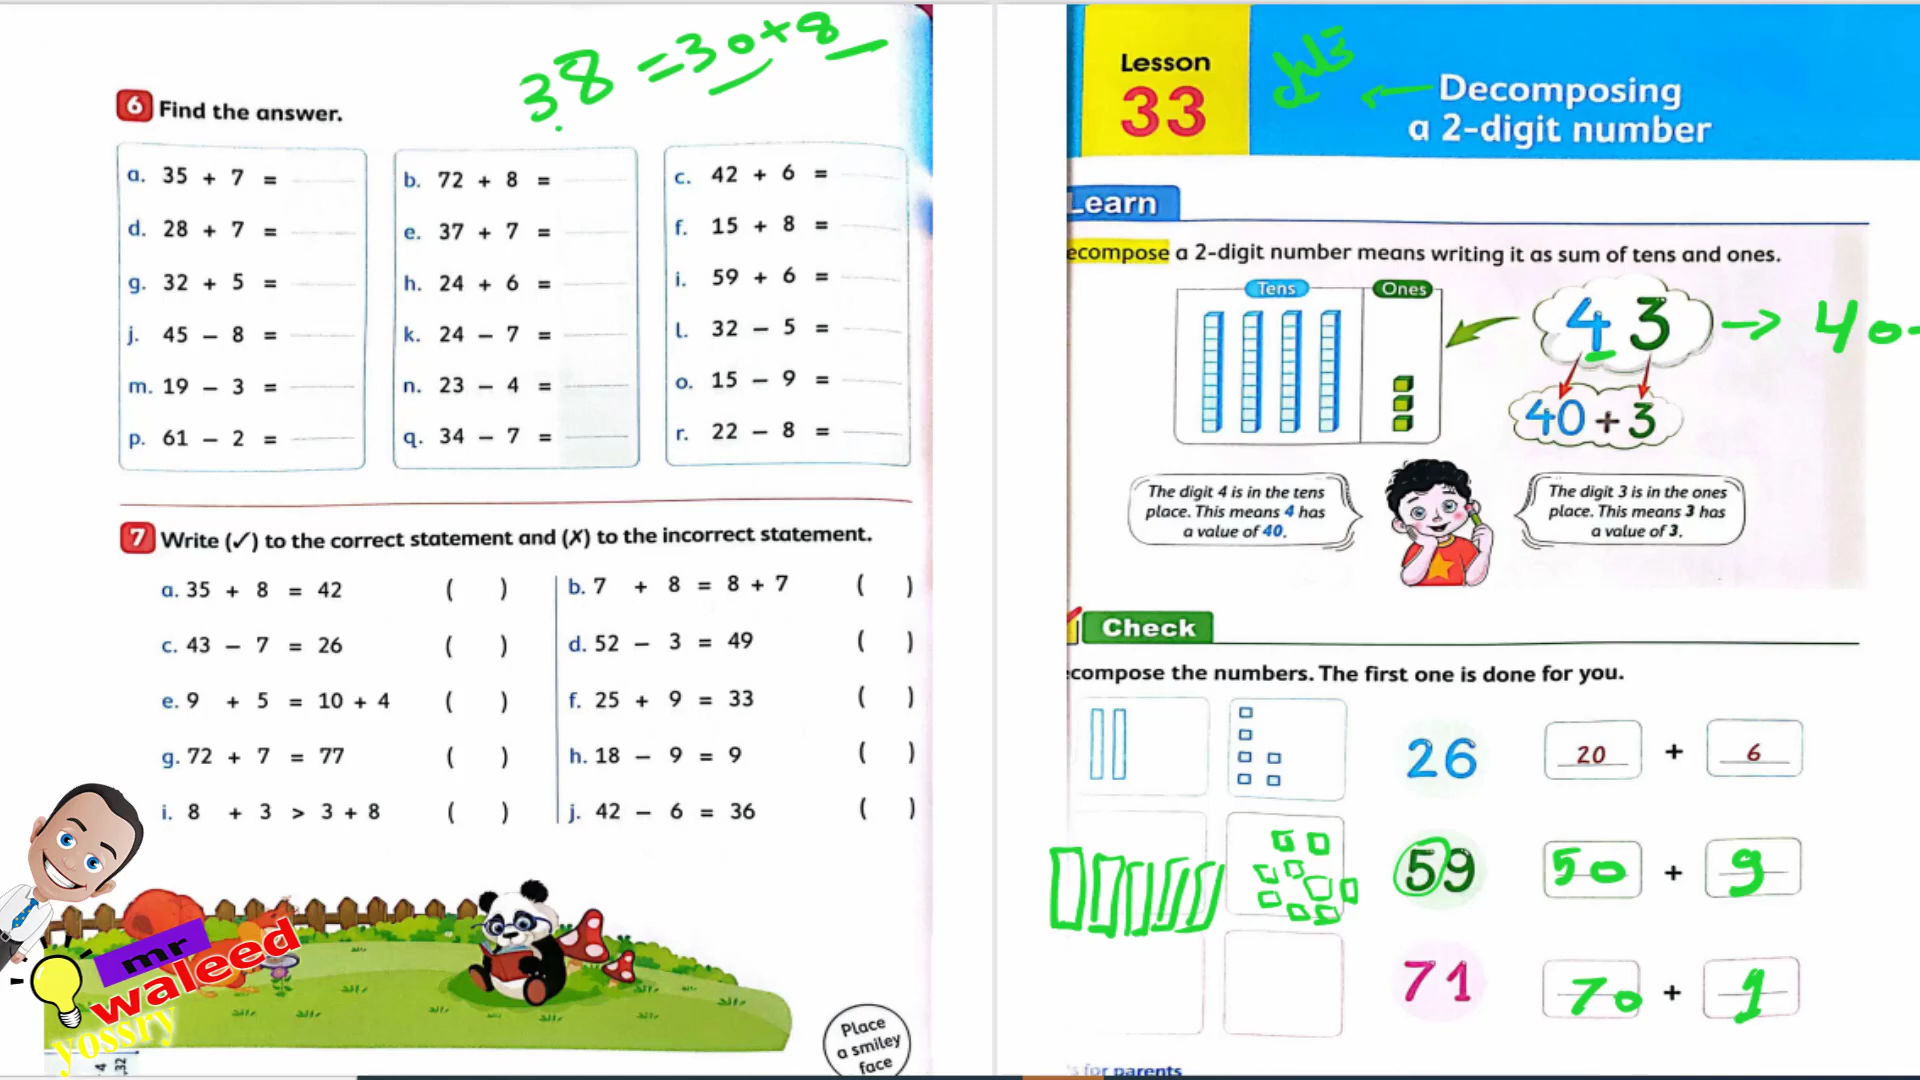 38 = 30 + 8
6 Find the answer.
a. 35 + 7 =
b. 72 + 8 =
c. 42 + 6 =
d. 28 + 7 =
e. 37 + 7 =
f. 15 + 8 =
g. 32 + 5 =
h. 24 + 6 =
i. 59 + 6 =
j. 45 − 8 =
k. 24 − 7 =
l. 32 − 5 =
m. 19 − 3 =
n. 23 − 4 =
o. 15 − 9 =
p. 61 − 2 =
q. 34 − 7 =
r. 22 − 8 =
7 Write (✓) to the correct statement and (✗) to the incorrect statement.
a. 35 + 8 = 42 ( )
b. 7 + 8 = 8 + 7 ( )
c. 43 − 7 = 26 ( )
d. 52 − 3 = 49 ( )
e. 9 + 5 = 10 + 4 ( )
f. 25 + 9 = 33 ( )
g. 72 + 7 = 77 ( )
h. 18 − 9 = 9 ( )
i. 8 + 3 > 3 + 8 ( )
j. 42 − 6 = 36 ( )
mr
waleed
yossry
Place
a smiley
face
4
32
Lesson
33
Decomposing
a 2-digit number
Learn
ecompose a 2-digit number means writing it as sum of tens and ones.
Tens
Ones
43 → 40
40 + 3
The digit 4 is in the tens
place. This means 4 has
a value of 40.
The digit 3 is in the ones
place. This means 3 has
a value of 3.
Check
compose the numbers. The first one is done for you.
26 20 + 6
59 50 + 9
71 70 + 1
s for parents